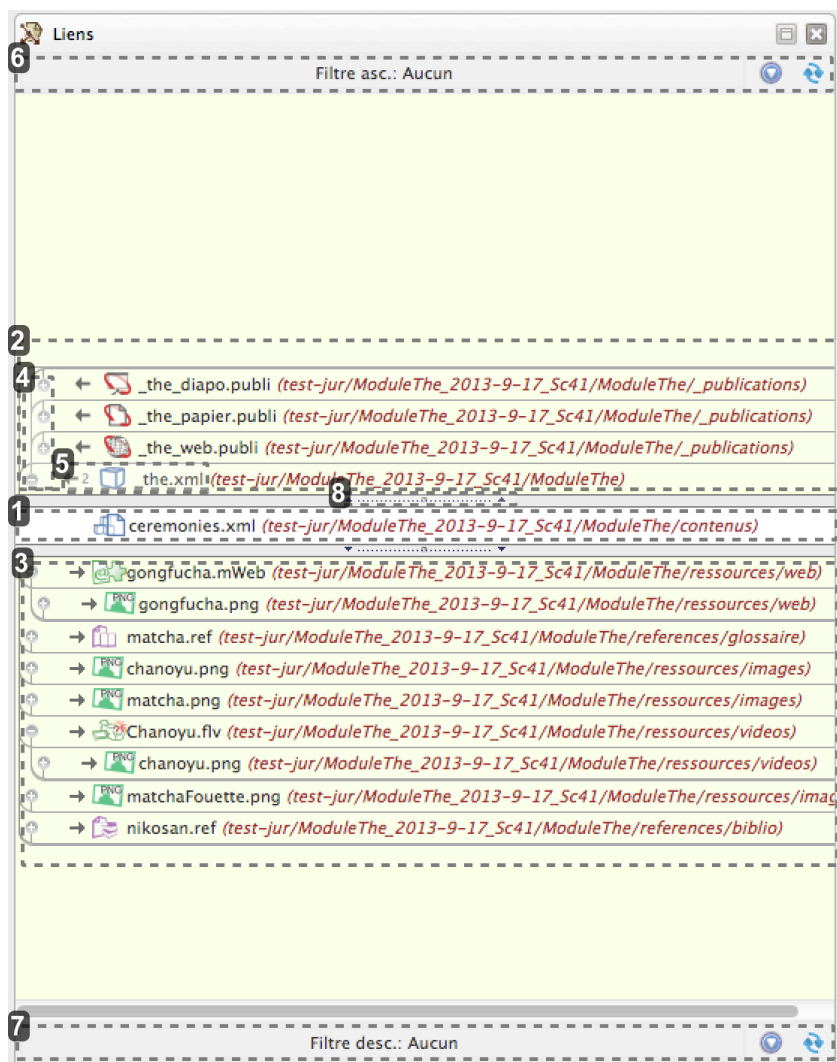 Liens
6
Filtre asc.: Aucun
2
4
_the_diapo.publi (test-jur/ModuleThe_2013-9-17_Sc41/ModuleThe/_publications)
_the_papier.publi (test-jur/ModuleThe_2013-9-17_Sc41/ModuleThe/_publications)
_the_web.publi (test-jur/ModuleThe_2013-9-17_Sc41/ModuleThe/_publications)
5
2 the.xml (test-jur/ModuleThe_2013-9-17_Sc41/ModuleThe)
8
1
ceremonies.xml (test-jur/ModuleThe_2013-9-17_Sc41/ModuleThe/contenus)
3
gongfucha.mWeb (test-jur/ModuleThe_2013-9-17_Sc41/ModuleThe/ressources/web)
PNG gongfucha.png (test-jur/ModuleThe_2013-9-17_Sc41/ModuleThe/ressources/web)
matcha.ref (test-jur/ModuleThe_2013-9-17_Sc41/ModuleThe/references/glossaire)
PNG chanoyu.png (test-jur/ModuleThe_2013-9-17_Sc41/ModuleThe/ressources/images)
PNG matcha.png (test-jur/ModuleThe_2013-9-17_Sc41/ModuleThe/ressources/images)
Chanoyu.flv (test-jur/ModuleThe_2013-9-17_Sc41/ModuleThe/ressources/videos)
PNG chanoyu.png (test-jur/ModuleThe_2013-9-17_Sc41/ModuleThe/ressources/videos)
PNG matchaFouette.png (test-jur/ModuleThe_2013-9-17_Sc41/ModuleThe/ressources/imag
nikosan.ref (test-jur/ModuleThe_2013-9-17_Sc41/ModuleThe/references/biblio)
7
Filtre desc.: Aucun